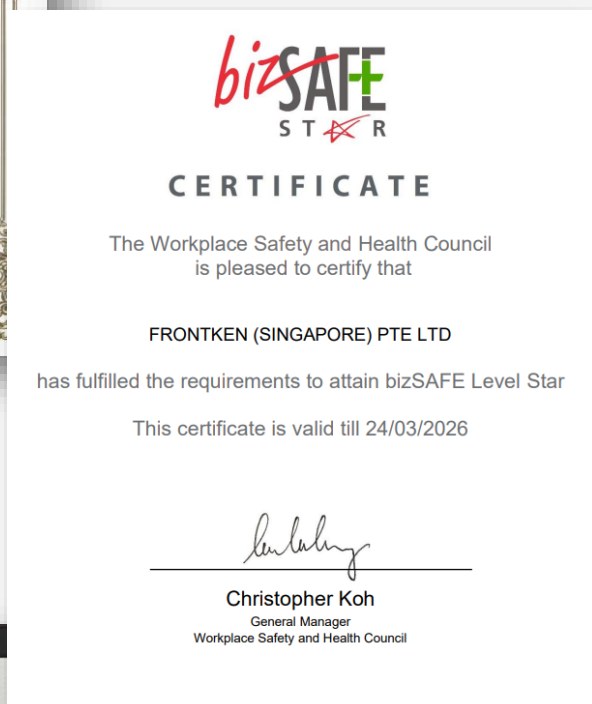 bizSAFE
STAR
CERTIFICATE
The Workplace Safety and Health Council
is pleased to certify that
FRONTKEN (SINGAPORE) PTE LTD
has fulfilled the requirements to attain bizSAFE Level Star
This certificate is valid till 24/03/2026
Christopher Koh
General Manager
Workplace Safety and Health Council